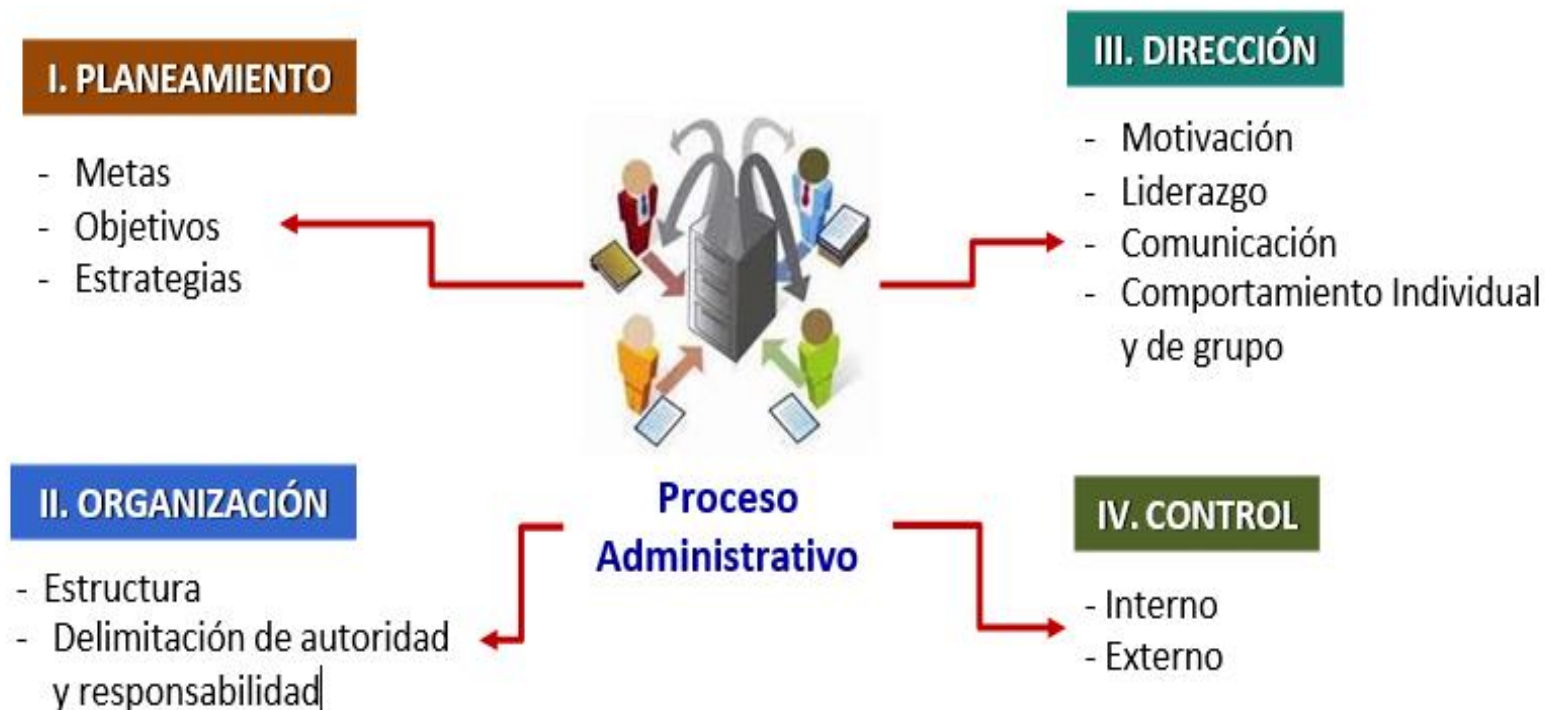 I. PLANEAMIENTO
- Metas
- Objetivos
- Estrategias
II. ORGANIZACIÓN
- Estructura
- Delimitación de autoridad
y responsabilidad
Proceso
Administrativo
III. DIRECCIÓN
- Motivación
- Liderazgo
- Comunicación
- Comportamiento Individual
y de grupo
IV. CONTROL
- Interno
- Externo